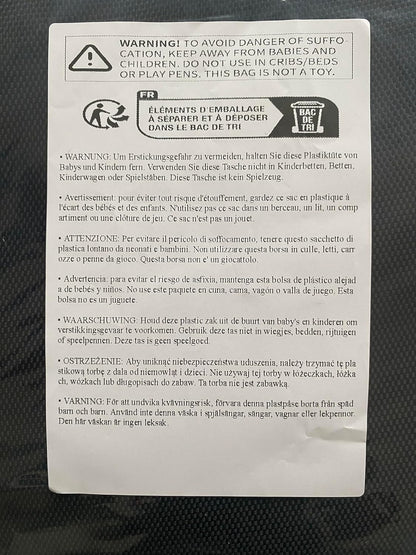 WARNING! TO AVOID DANGER OF SUFFO-
CATION, KEEP AWAY FROM BABIES AND
CHILDREN. DO NOT USE IN CRIBS/BEDS
OR PLAY PENS. THIS BAG IS NOT A TOY.
FR
ÉLÉMENTS D'EMBALLAGE
À SÉPARER ET À DÉPOSER
DANS LE BAC DE TRI
BAC
DE
TRI
• WARNUNG: Um Erstickungsgefahr zu vermeiden, halten Sie diese Plastiktüte von
Babys und Kindern fern. Verwenden Sie diese Tasche nicht in Kinderbetten, Betten,
Kinderwagen oder Spielställen. Diese Tasche ist kein Spielzeug.
• Avertissement: pour éviter tout risque d'étouffement, gardez ce sac en plastique à
l'écart des bébés et des enfants. N'utilisez pas ce sac dans un berceau, un lit, un comp
artiment ou une clôture de jeu. Ce sac n'est pas un jouet.
• ATTENZIONE: Per evitare il pericolo di soffocamento, tenere questo sacchetto di
plastica lontano da neonati e bambini. Non utilizzare questa borsa in culle, letti, carr
ozze o penne da gioco. Questa borsa non e' un giocattolo.
• Advertencia: para evitar el riesgo de asfixia, mantenga esta bolsa de plástico alejad
a de bebés y niños. No use este paquete en cuna, cama, vagón o valla de juego. Esta
bolsa no es un juguete.
• WAARSCHUWING: Houd deze plastic zak uit de buurt van baby's en kinderen om
verstikkingsgevaar te voorkomen. Gebruik deze tas niet in wiegjes, bedden, rijtuigen
of speelpennen. Deze tas is geen speelgoed.
• OSTRZEŻENIE: Aby uniknąć niebezpieczeństwa uduszenia, należy trzymać tę pla
stikową torbę z dala od niemowląt i dzieci. Nie używaj tej torby w łóżeczkach, łóżka
ch, wózkach lub długopisach do zabaw. Ta torba nie jest zabawką.
• VARNING: För att undvika kvävningsrisk, förvara denna plastpåse borta från späd
barn och barn. Använd inte denna väska i spjälsängar, sängar, vagnar eller lekpennor.
Den här väskan är ingen leksak.